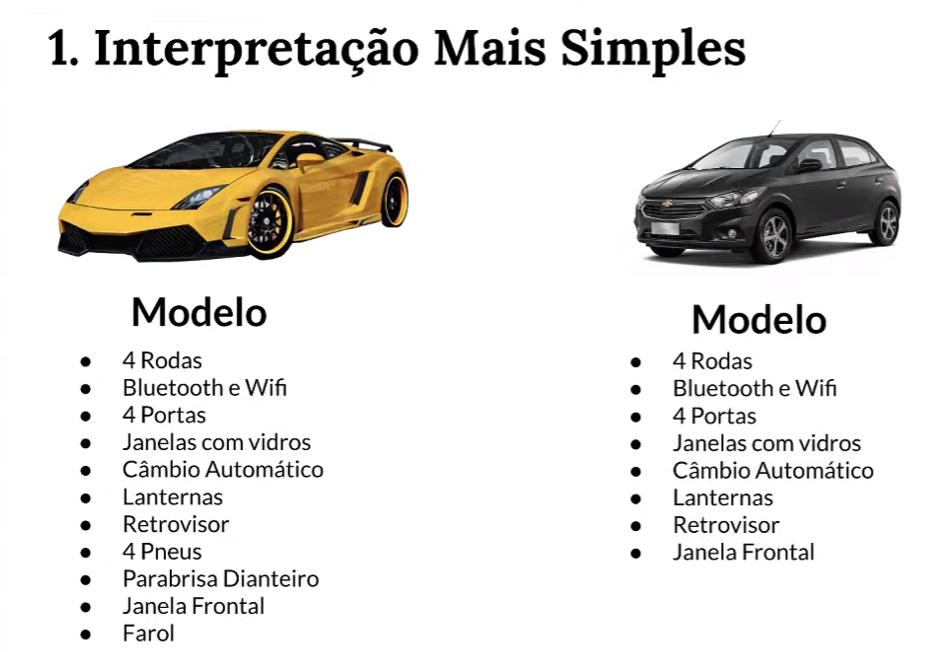 1. Interpretação Mais Simples
Modelo
● 4 Rodas
● Bluetooth e Wifi
● 4 Portas
● Janelas com vidros
● Câmbio Automático
● Lanternas
● Retrovisor
● 4 Pneus
● Parabrisa Dianteiro
● Janela Frontal
● Farol
Modelo
● 4 Rodas
● Bluetooth e Wifi
● 4 Portas
● Janelas com vidros
● Câmbio Automático
● Lanternas
● Retrovisor
● Janela Frontal